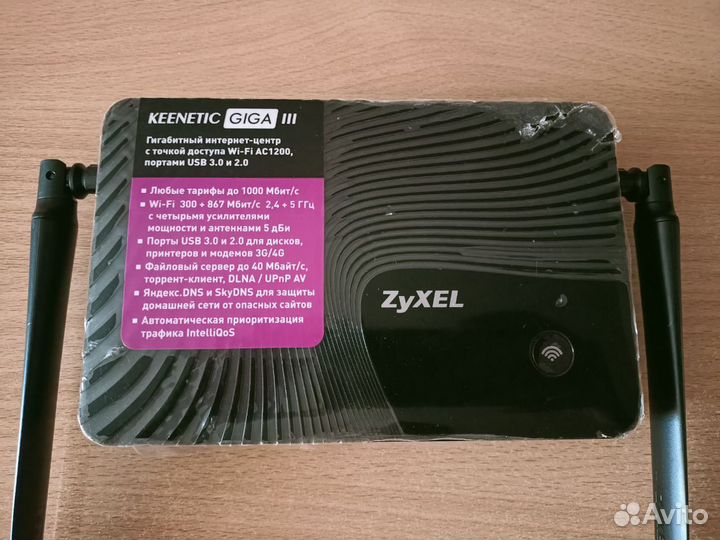 KEENETIC GIGA III
Гигабитный интернет-центр
с точкой доступа Wi-Fi AC1200,
портами USB 3.0 и 2.0
▪ Любые тарифы до 1000 Мбит/с
▪ Wi-Fi 300 + 867 Мбит/с 2,4 + 5 ГГц
с четырьмя усилителями
мощности и антеннами 5 дБи
▪ Порты USB 3.0 и 2.0 для дисков,
принтеров и модемов 3G/4G
▪ Файловый сервер до 40 Мбайт/с,
торрент-клиент, DLNA / UPnP AV
▪ Яндекс.DNS и SkyDNS для защиты
домашней сети от опасных сайтов
▪ Автоматическая приоритизация
трафика IntelliQoS
ZyXEL
Avito